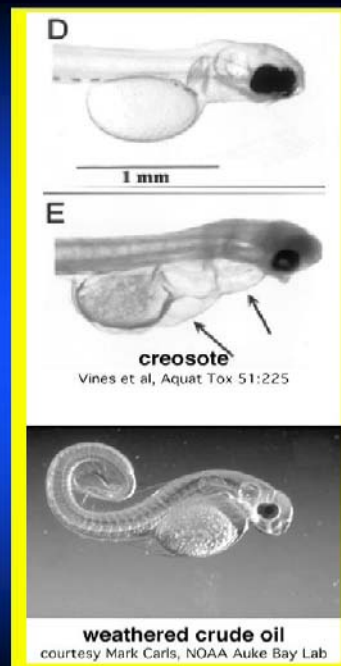 D
1 mm
E
creosote
Vines et al, Aquat Tox 51:225
weathered crude oil
courtesy Mark Carls, NOAA Auke Bay Lab